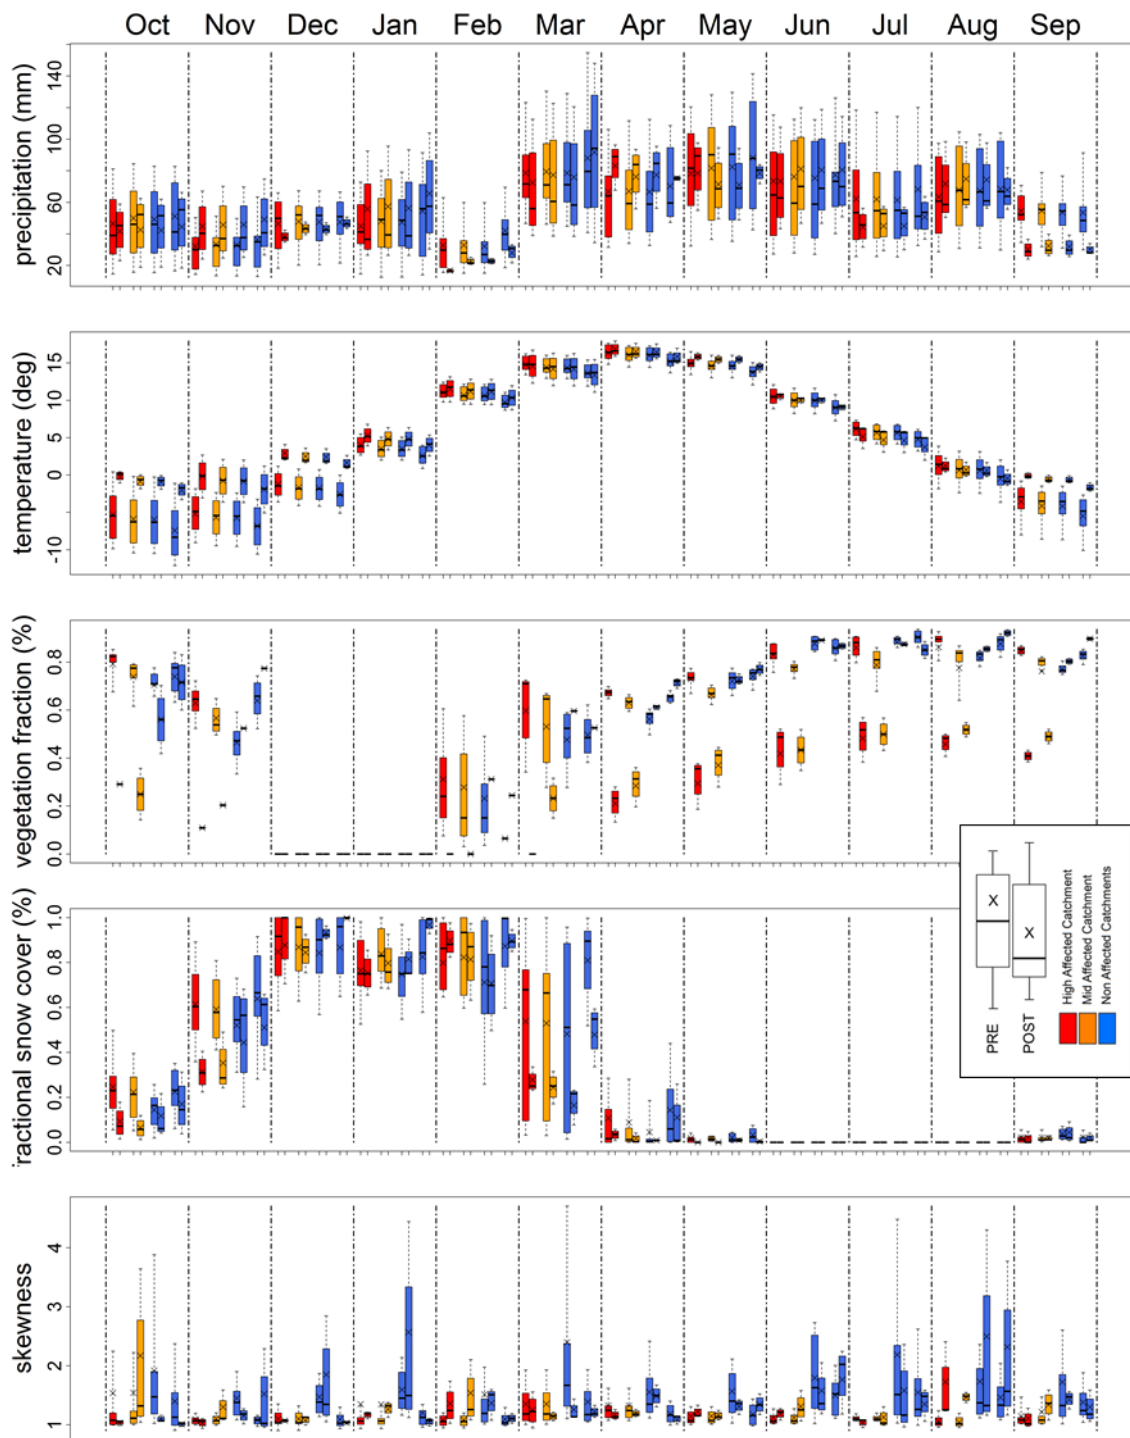 Oct Nov Dec Jan Feb Mar Apr May Jun Jul Aug Sep
precipitation (mm)
20 60 100 140
temperature (deg)
-10 0 5 10 15
vegetation fraction (%)
0.0 0.2 0.4 0.6 0.8
fractional snow cover (%)
0.0 0.2 0.4 0.6 0.8 1.0
PRE
POST
High Affected Catchment
Mid Affected Catchment
Non Affected Catchments
skewness
1 2 3 4